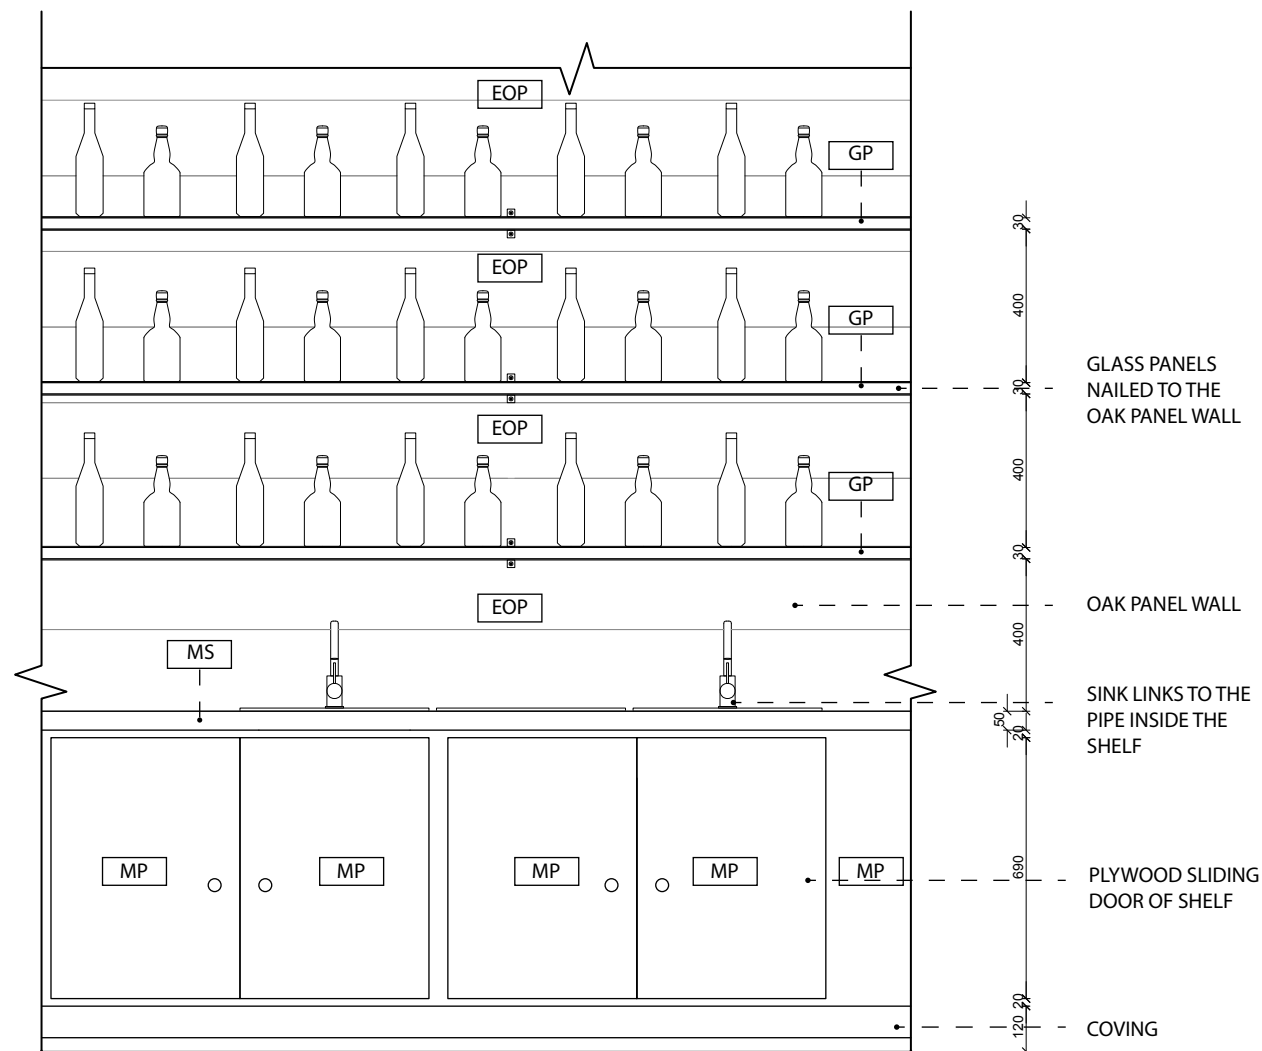 EOP
GP
30
EOP
400
GP
GLASS PANELS
NAILED TO THE
OAK PANEL WALL
30
EOP
400
GP
30
EOP
OAK PANEL WALL
400
MS
SINK LINKS TO THE
PIPE INSIDE THE
SHELF
50
20
MP
MP
MP
MP
MP
690
PLYWOOD SLIDING
DOOR OF SHELF
20
120
COVING